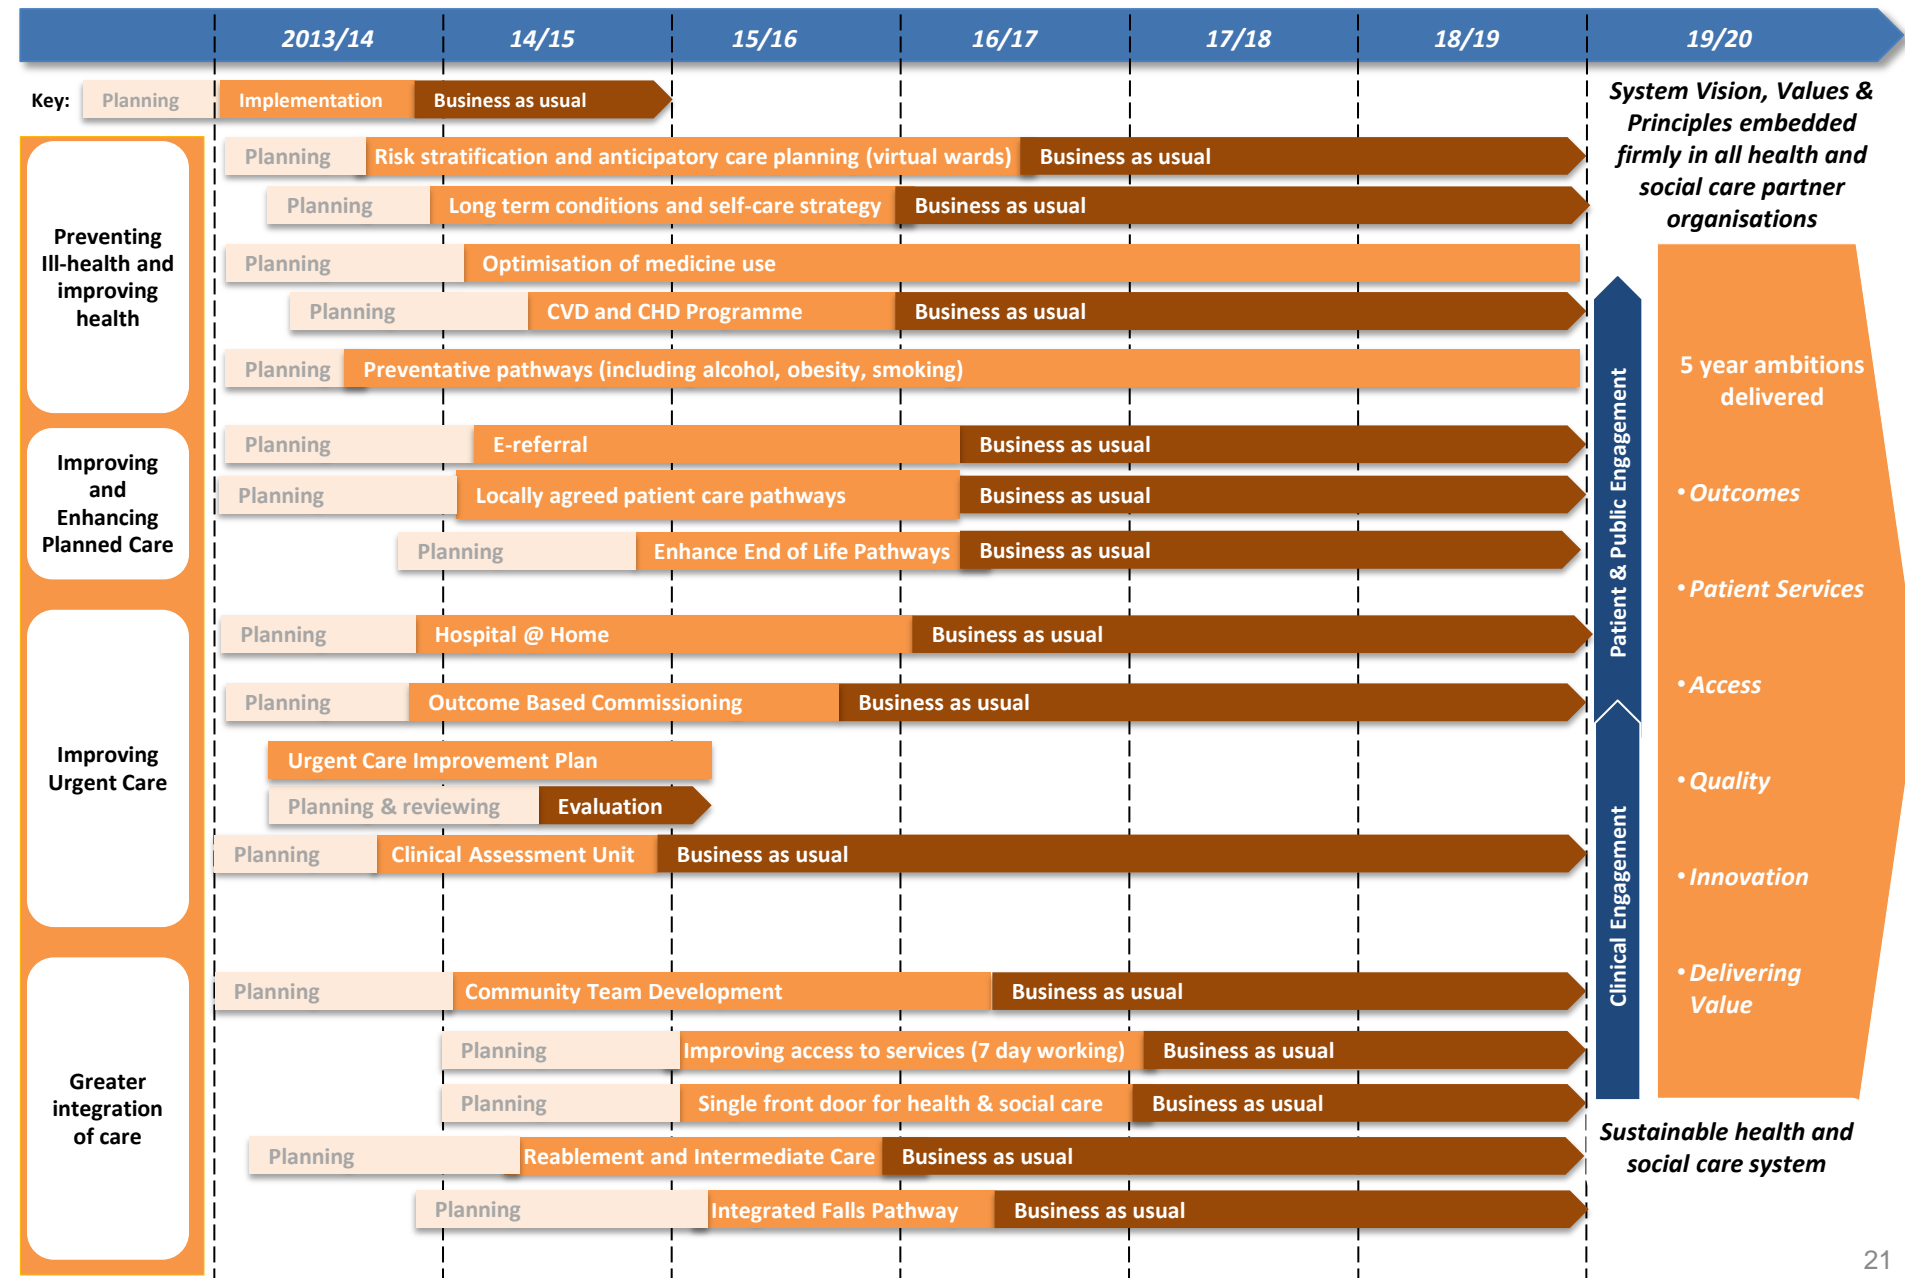 2013/14 14/15 15/16 16/17 17/18 18/19 19/20
Key: Planning Implementation Business as usual
System Vision, Values &
Principles embedded
firmly in all health and
social care partner
organisations
Preventing
Ill-health and
improving
health
Planning Risk stratification and anticipatory care planning (virtual wards) Business as usual
Planning Long term conditions and self-care strategy Business as usual
Planning Optimisation of medicine use
Planning CVD and CHD Programme Business as usual
Planning Preventative pathways (including alcohol, obesity, smoking)
Improving
and
Enhancing
Planned Care
Planning E-referral Business as usual
Planning Locally agreed patient care pathways Business as usual
Planning Enhance End of Life Pathways Business as usual
Improving
Urgent Care
Planning Hospital @ Home Business as usual
Planning Outcome Based Commissioning Business as usual
Urgent Care Improvement Plan
Planning & reviewing Evaluation
Planning Clinical Assessment Unit Business as usual
Greater
integration
of care
Planning Community Team Development Business as usual
Planning Improving access to services (7 day working) Business as usual
Planning Single front door for health & social care Business as usual
Planning Reablement and Intermediate Care Business as usual
Planning Integrated Falls Pathway Business as usual
Patient & Public Engagement
Clinical Engagement
5 year ambitions
delivered
• Outcomes
• Patient Services
• Access
• Quality
• Innovation
• Delivering
Value
Sustainable health and
social care system
21